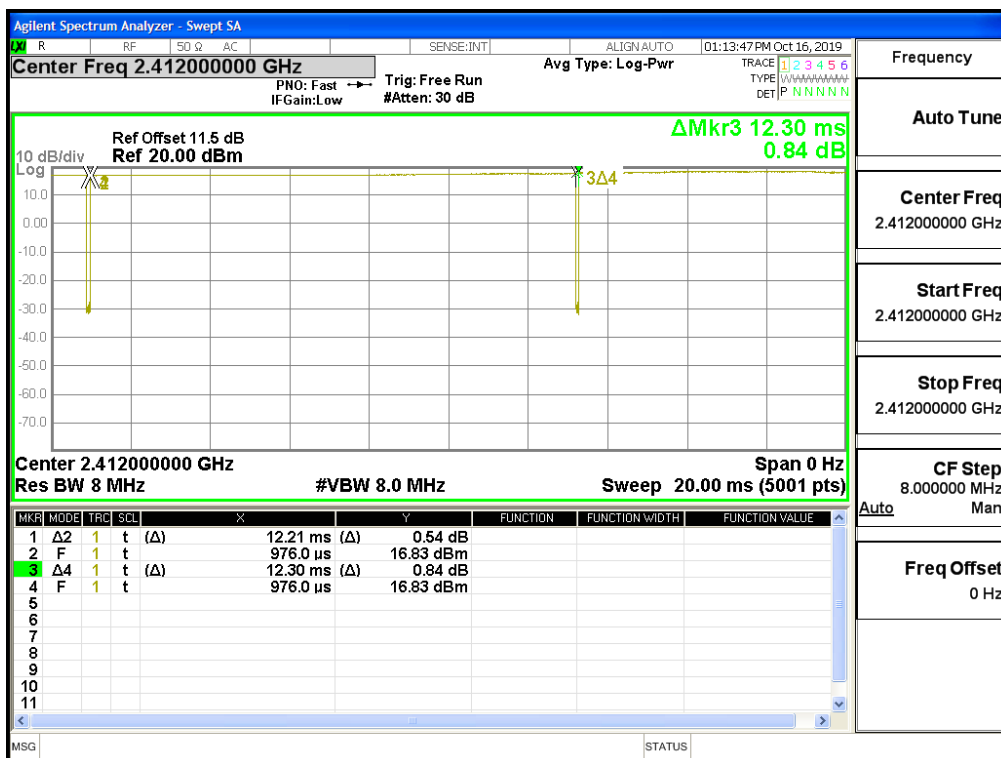 Agilent Spectrum Analyzer - Swept SA
LXI R RF 50 Ω AC SENSE:INT ALIGN AUTO 01:13:47 PM Oct 16, 2019
Center Freq 2.412000000 GHz
PNO: Fast
IFGain:Low
Trig: Free Run
#Atten: 30 dB
Avg Type: Log-Pwr
TRACE 1 2 3 4 5 6
TYPE
DET P N N N N N
Ref Offset 11.5 dB
10 dB/div Ref 20.00 dBm
Log
ΔMkr3 12.30 ms
0.84 dB
3Δ4
10.0
0.00
-10.0
-20.0
-30.0
-40.0
-50.0
-60.0
-70.0
Center 2.412000000 GHz Span 0 Hz
Res BW 8 MHz #VBW 8.0 MHz Sweep 20.00 ms (5001 pts)
MKR MODE TRC SCL X Y FUNCTION FUNCTION WIDTH FUNCTION VALUE
1 Δ2 1 t (Δ) 12.21 ms (Δ) 0.54 dB
2 F 1 t 976.0 µs 16.83 dBm
3 Δ4 1 t (Δ) 12.30 ms (Δ) 0.84 dB
4 F 1 t 976.0 µs 16.83 dBm
5
6
7
8
9
10
11
MSG STATUS
Frequency
Auto Tune
Center Freq
2.412000000 GHz
Start Freq
2.412000000 GHz
Stop Freq
2.412000000 GHz
CF Step
8.000000 MHz
Auto Man
Freq Offset
0 Hz